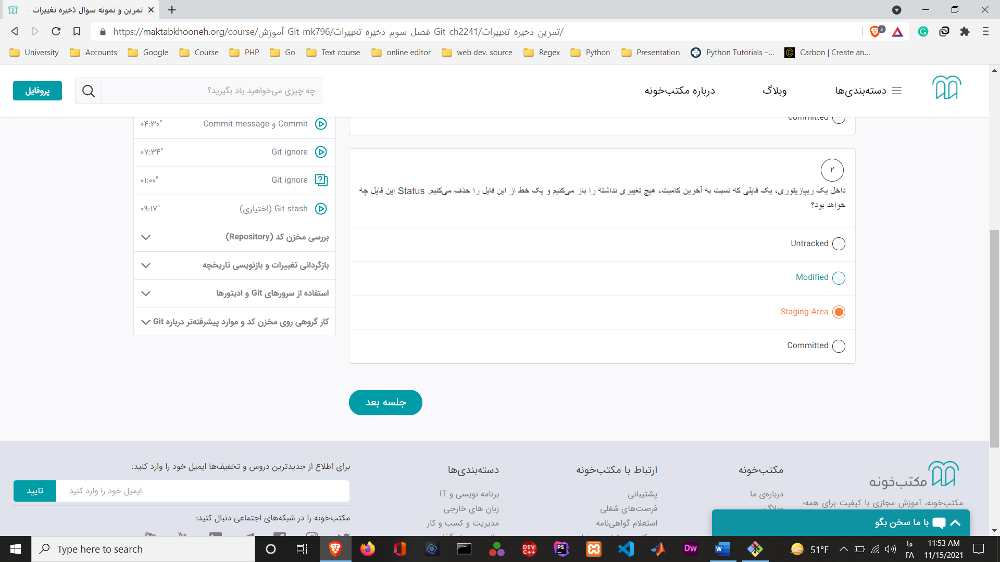 تمرین و نمونه سوال ذخیره تغییرات -
https://maktabkhooneh.org/course/آموزش-Git-mk796/فصل-سوم-ذخیره-تغییرات-Git-ch2241/تمرین-ذخیره-تغییرات/
4
University Accounts Google Course PHP Go Text course online editor web dev. source Regex Python Presentation Python Tutorials –... Carbon | Create an...
دسته‌بندی‌ها وبلاگ درباره مکتب‌خونه چه چیزی می‌خواهید یاد بگیرید؟ پروفایل
Committed
Commit و Commit message ۰۴:۳۰"
Git ignore ۰۷:۳۴"
Git ignore ۰۱:۰۰"
Git stash (اختیاری) ۰۹:۱۷"
بررسی مخزن کد (Repository)
بازگردانی تغییرات و بازنویسی تاریخچه
استفاده از سرورهای Git و ادیتورها
کار گروهی روی مخزن کد و موارد پیشرفته‌تر درباره Git
۲
داخل یک ریپازیتوری، یک فایلی که نسبت به آخرین کامیت، هیچ تغییری نداشته را باز می‌کنیم و یک خط از این فایل را حذف می‌کنیم. Status این فایل چه
خواهد بود؟
Untracked
Modified
Staging Area
Committed
جلسه بعد
مکتب‌خونه
مکتب‌خونه، آموزش مجازی با کیفیت برای همه؛
مکتب‌خونه
درباره‌ی ما
وبلاگ
ارتباط با مکتب‌خونه
پشتیبانی
فرصت‌های شغلی
استعلام گواهی‌نامه
دسته‌بندی‌ها
برنامه نویسی و IT
زبان های خارجی
مدیریت و کسب و کار
برای اطلاع از جدیدترین دروس و تخفیف‌ها ایمیل خود را وارد کنید:
ایمیل خود را وارد کنید تایید
مکتب‌خونه را در شبکه‌های اجتماعی دنبال کنید:
You
با ما سخن بگو
Type here to search
DEV C++
PS
Dw
W
51°F
فا
FA
11:53 AM
11/15/2021